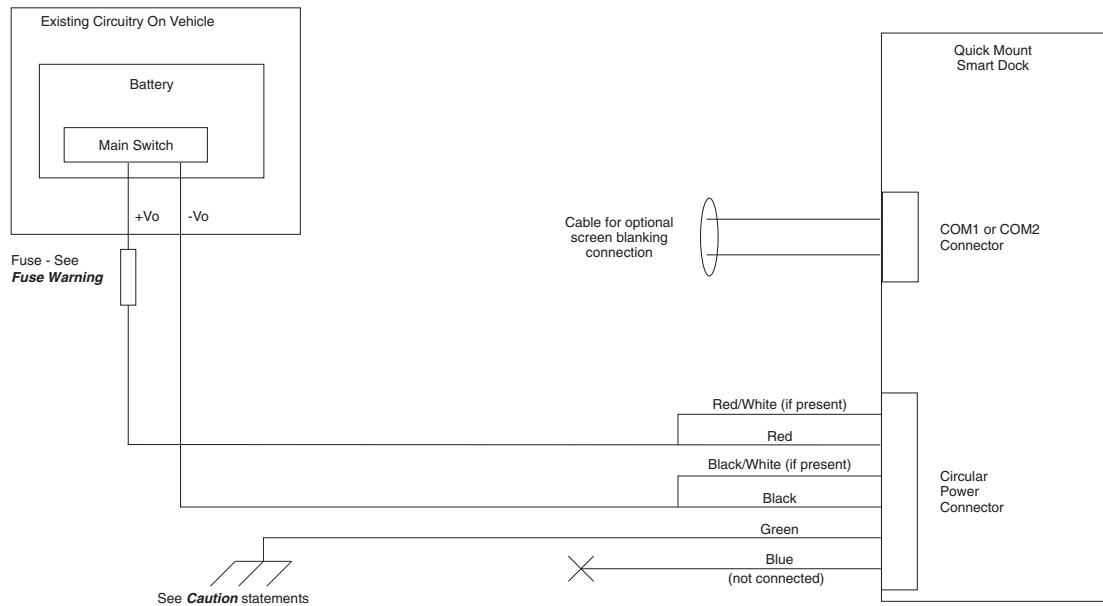 Existing Circuitry On Vehicle
Battery
Main Switch
+Vo
-Vo
Fuse - See
Fuse Warning
Quick Mount
Smart Dock
Cable for optional
screen blanking
connection
COM1 or COM2
Connector
Red/White (if present)
Red
Black/White (if present)
Black
Green
Blue
(not connected)
Circular
Power
Connector
See Caution statements